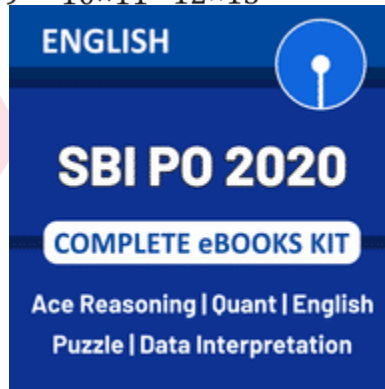 ENGLISH
SBI PO 2020
COMPLETE eBOOKS KIT
Ace Reasoning | Quant | English
Puzzle | Data Interpretation